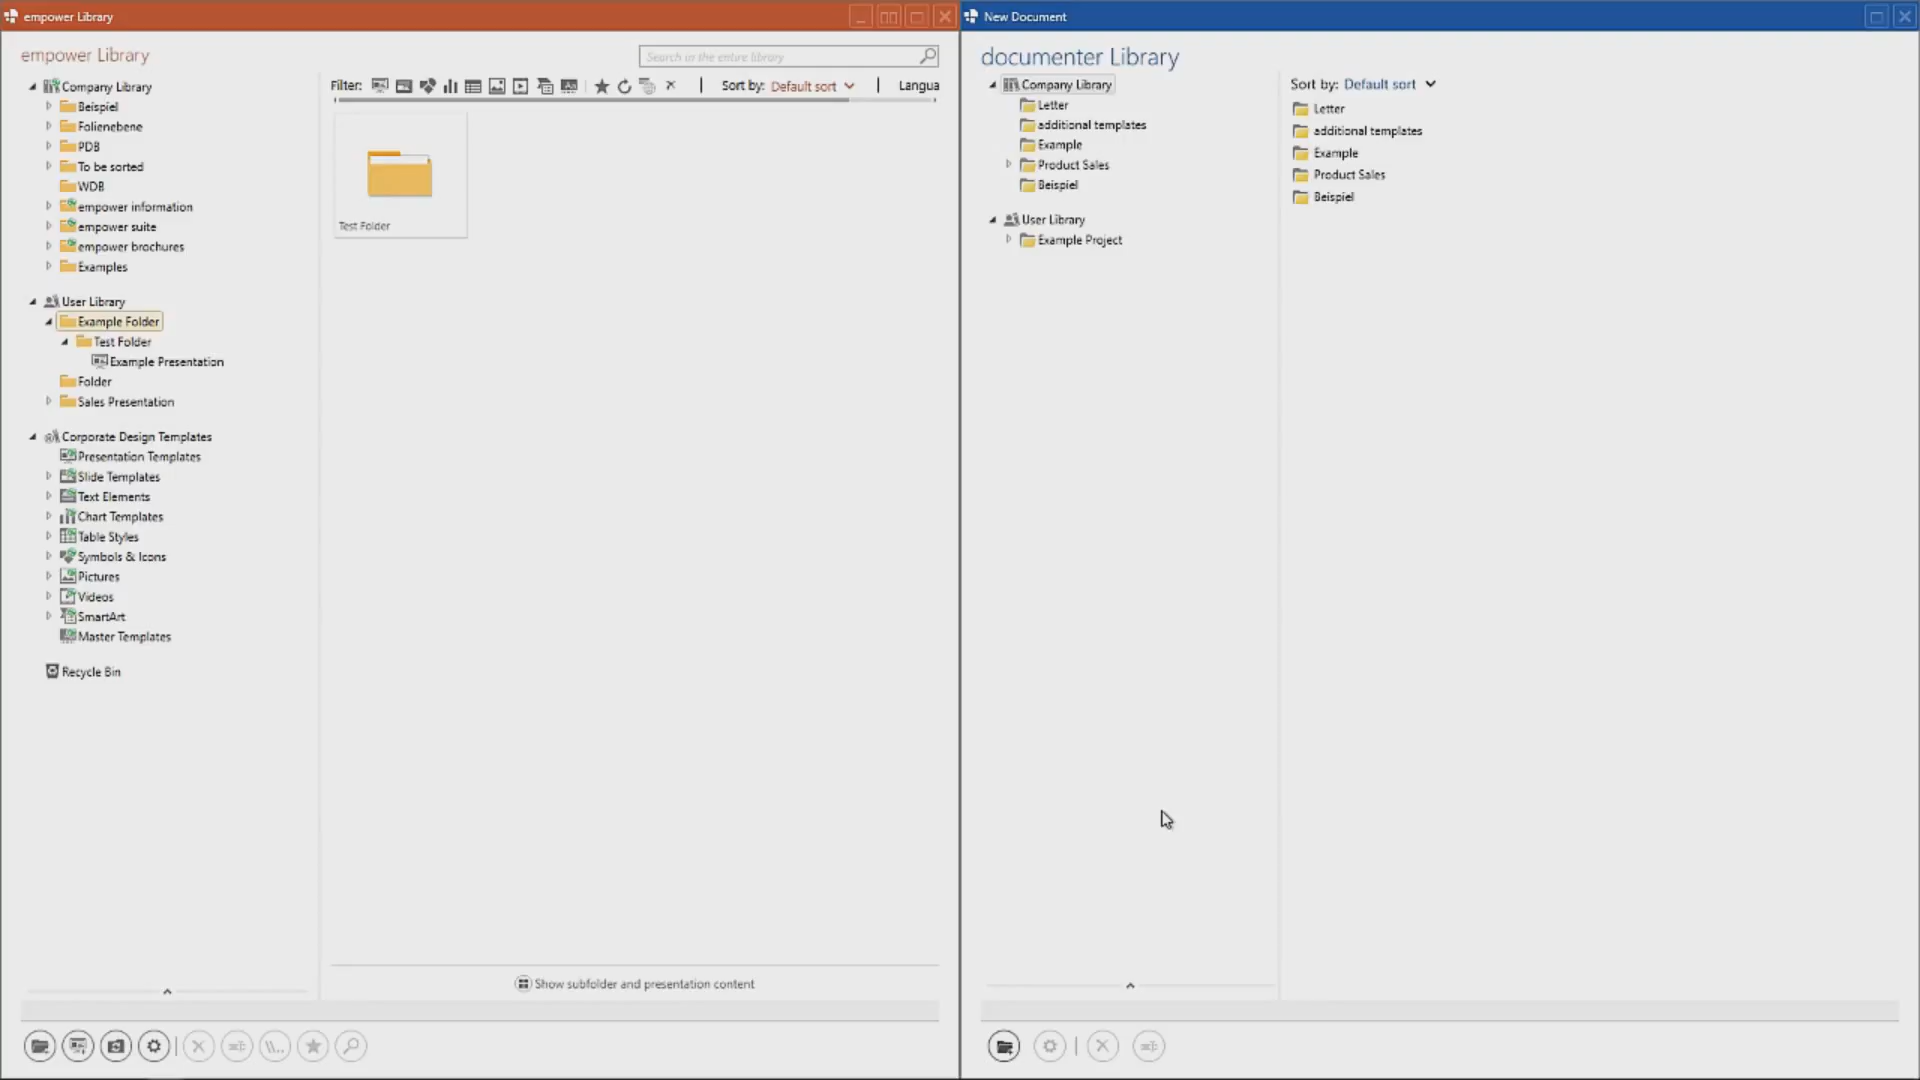 empower Library
empower Library
Search in the entire library
Company Library
Beispiel
Folienebene
PDB
To be sorted
WDB
empower information
empower suite
empower brochures
Examples
User Library
Example Folder
Test Folder
Example Presentation
Folder
Sales Presentation
Corporate Design Templates
Presentation Templates
Slide Templates
Text Elements
Chart Templates
Table Styles
Symbols & Icons
Pictures
Videos
SmartArt
Master Templates
Recycle Bin
Filter: Sort by: Default sort Langua
Test Folder
Show subfolder and presentation content
New Document
documenter Library
Company Library
Letter
additional templates
Example
Product Sales
Beispiel
User Library
Example Project
Sort by: Default sort
Letter
additional templates
Example
Product Sales
Beispiel